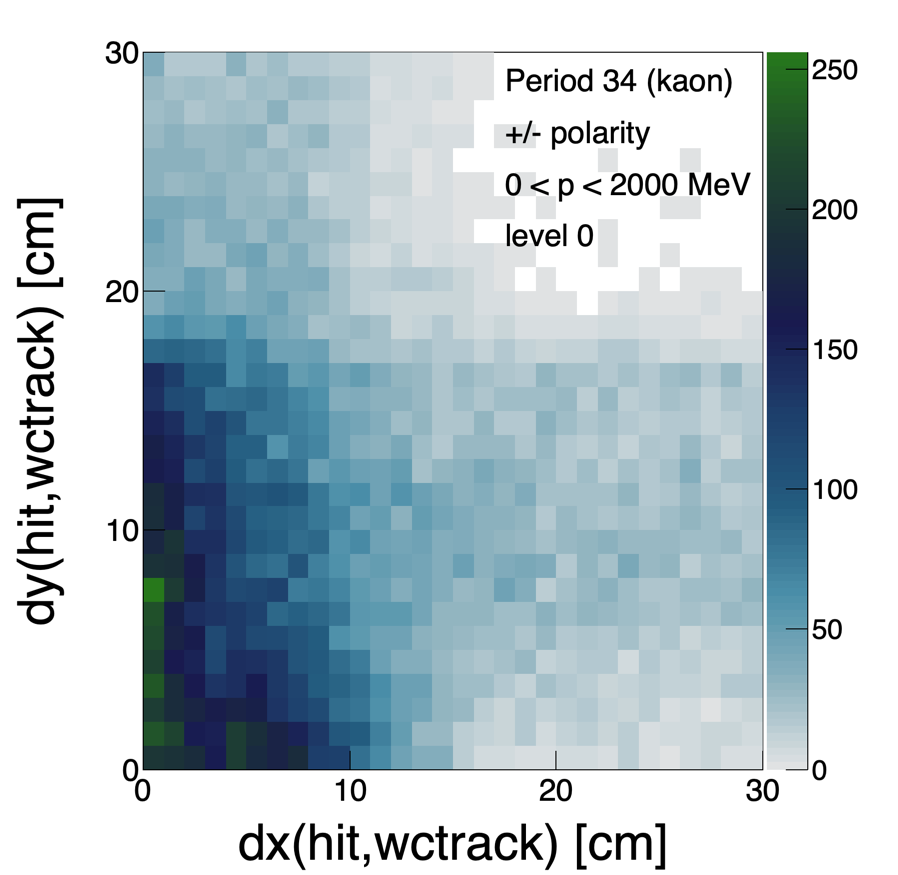 30
20
10
0
0
10
20
30
dy(hit,wctrack) [cm]
dx(hit,wctrack) [cm]
Period 34 (kaon)
+/- polarity
0 < p < 2000 MeV
level 0
250
200
150
100
50
0